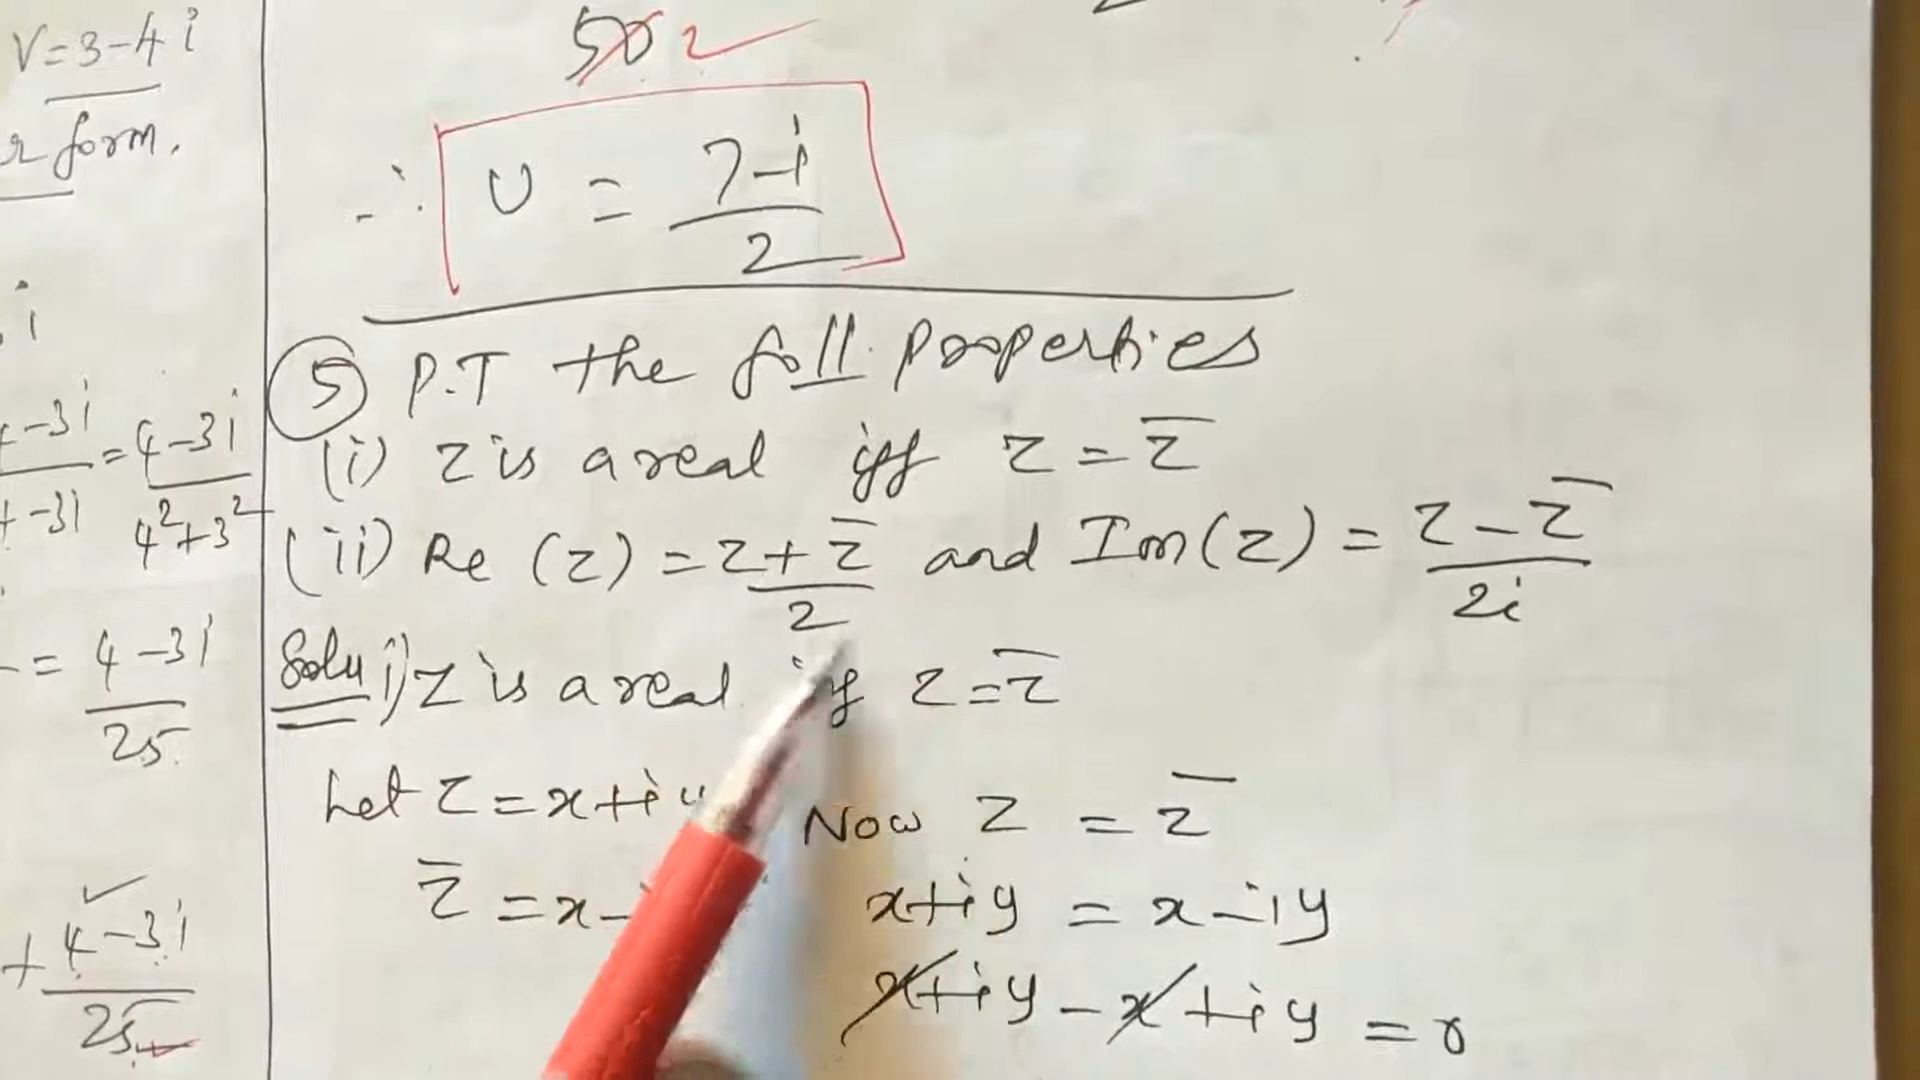 V=3-4i
r form.
i
-3i = 4-3i
+-3i 4²+3²
= 4-3i
25
+ 4-3i
25
50 2
∴ U = 7-i
2
(5) P.T the foll. properties
(i) z is a real iff z = z̅
(ii) Re (z) = z + z̅ / 2 and Im(z) = z - z̅ / 2i
Solu i) z is a real if z = z̅
Let z = x+iy Now z = z̅
z̅ = x- x+iy = x-iy
x+iy - x+iy = 0